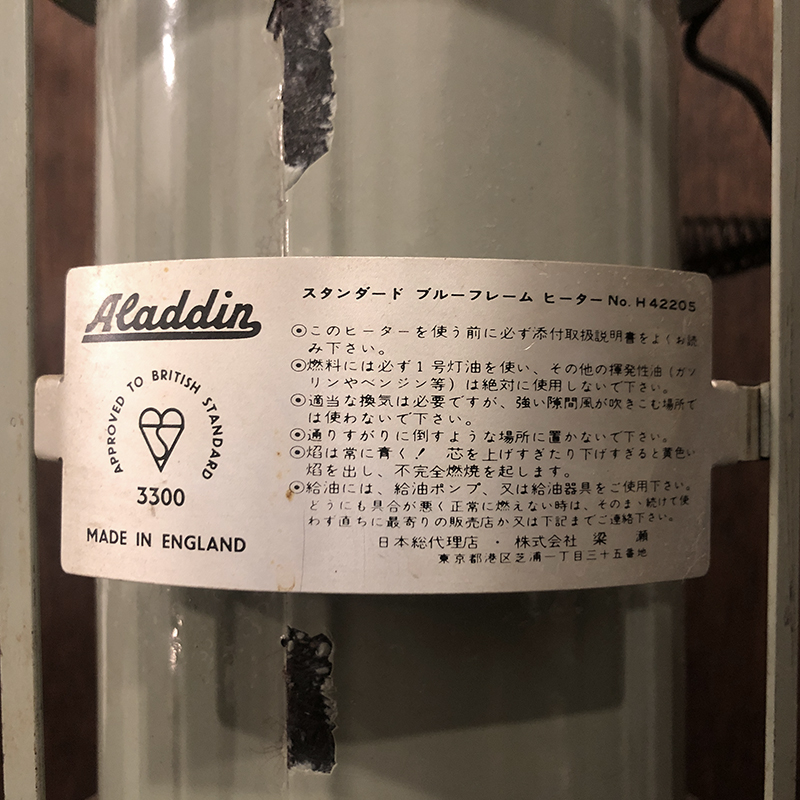 Aladdin
APPROVED TO BRITISH STANDARD
3300
MADE IN ENGLAND
スタンダード ブルーフレーム ヒーター No. H42205
◉このヒーターを使う前に必ず添付取扱説明書をよくお読
み下さい。
◉燃料には必ず1号灯油を使い、その他の揮発性油（ガソ
リンやベンジン等）は絶対に使用しないで下さい。
◉適当な換気は必要ですが、強い隙間風が吹きこむ場所で
は使わないで下さい。
◉通りすがりに倒すような場所に置かないで下さい。
◉焰は常に青く！ 芯を上げすぎたり下げすぎると黄色い
焰を出し、不完全燃焼を起します。
◉給油には、給油ポンプ、又は給油器具をご使用下さい。
どうにも具合が悪く正常に燃えない時は、そのまゝ続けて使
わず直ちに最寄りの販売店か又は下記までご連絡下さい。
日本総代理店 ・ 株式会社 梁瀬
東京都港区芝浦一丁目三十五番地